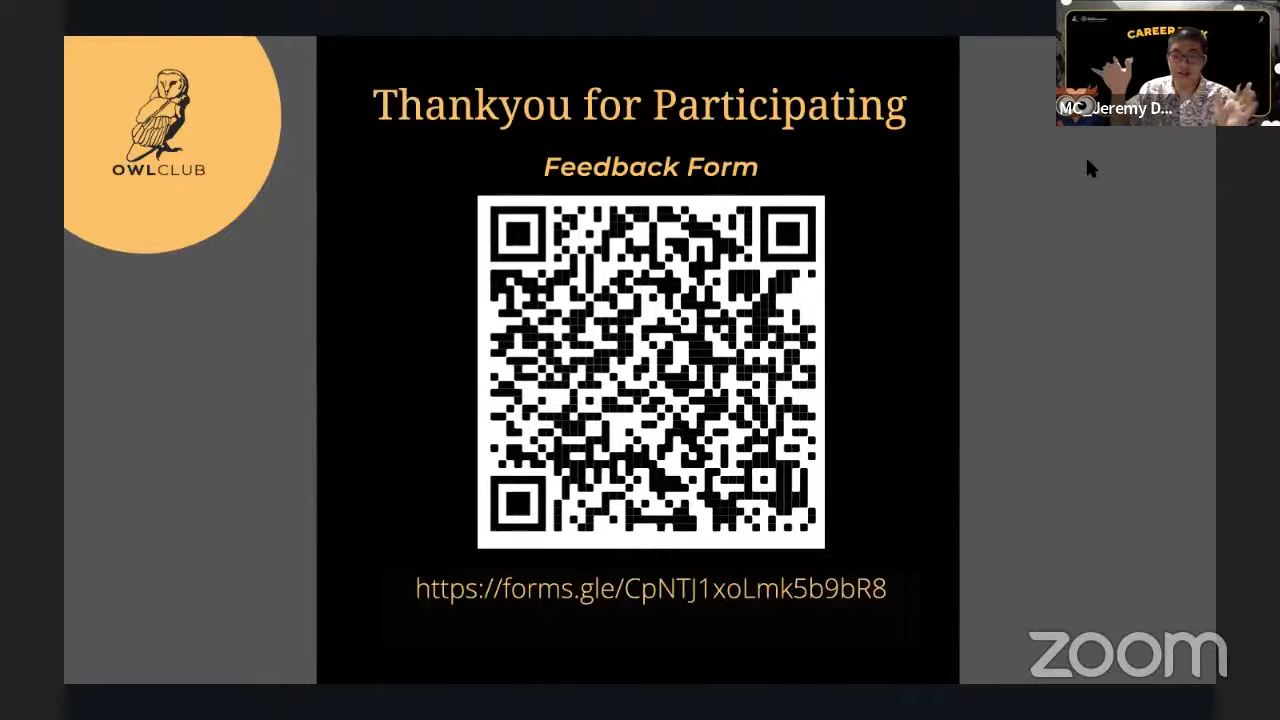 OWLCLUB
Thankyou for Participating
Feedback Form
https://forms.gle/CpNTJ1xoLmk5b9bR8
CAREER
MC_Jeremy D...
zoom